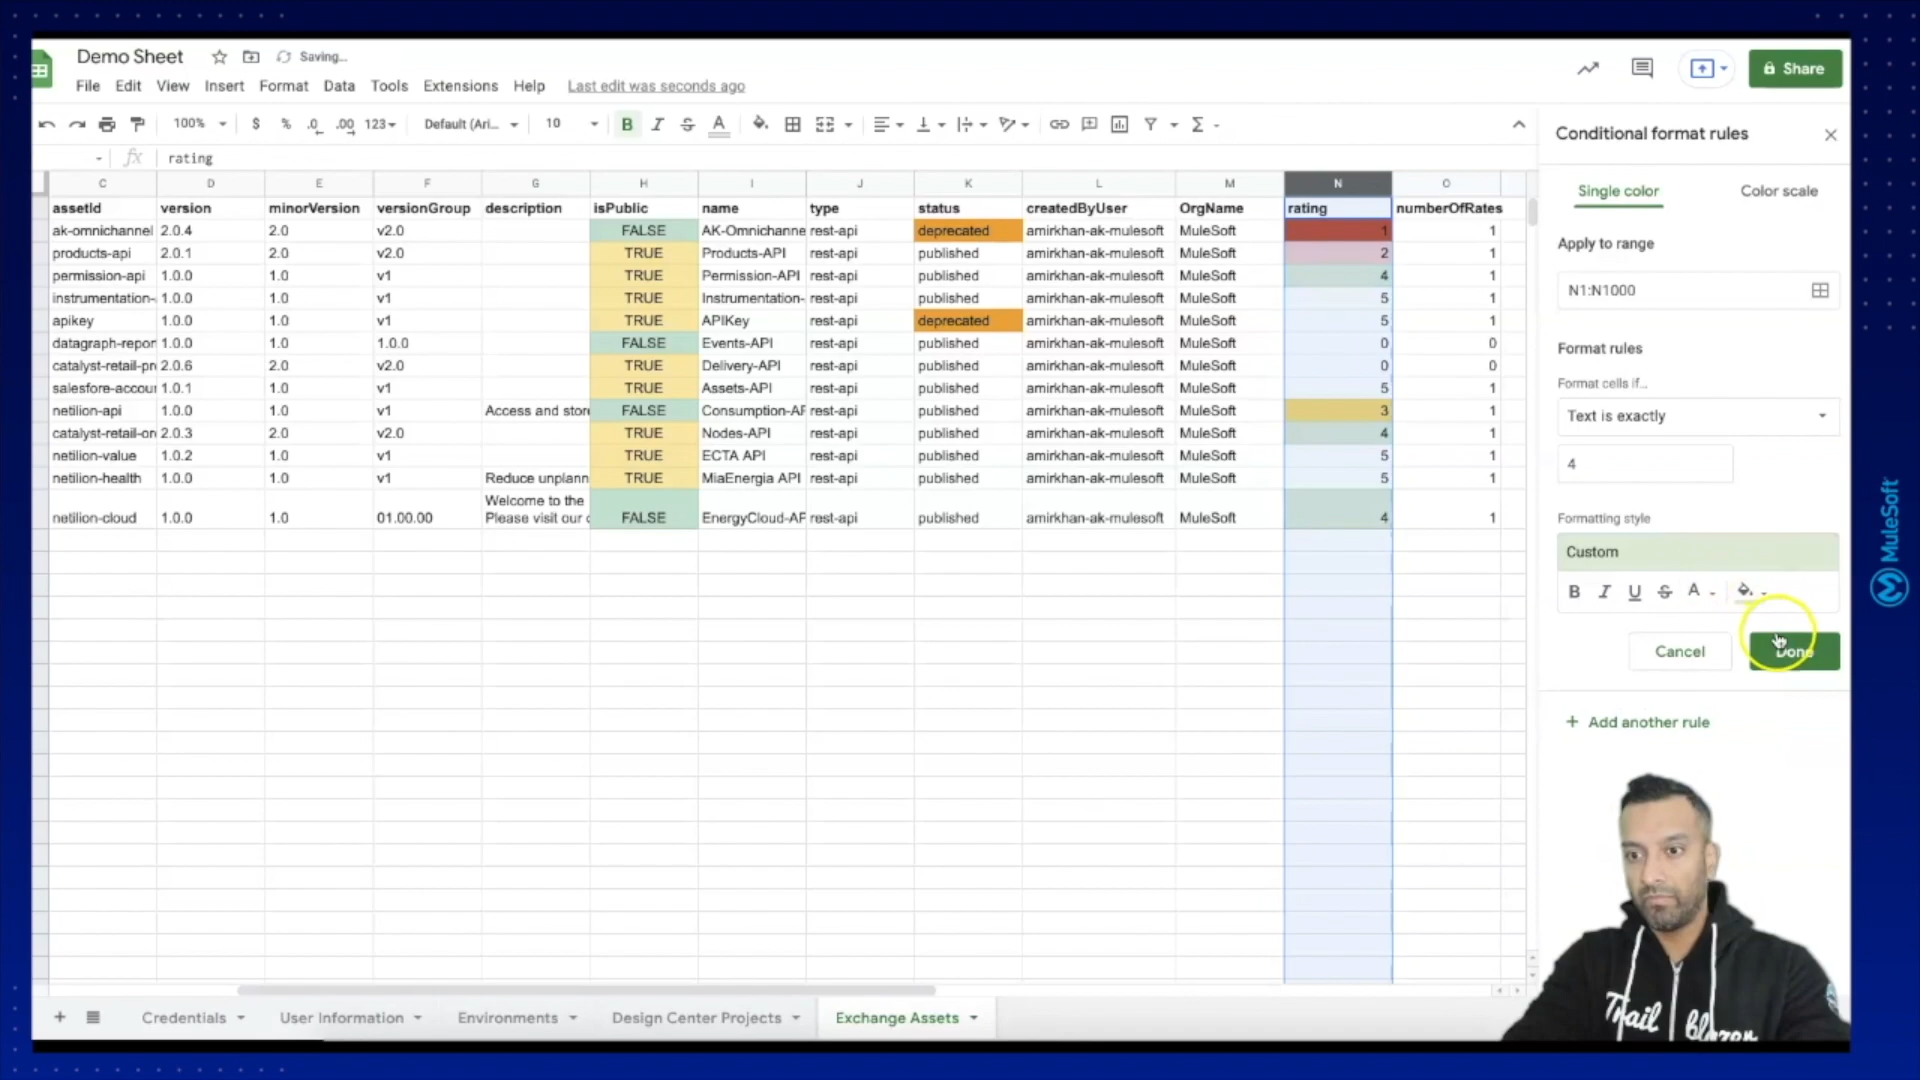 Demo Sheet Saving...
File Edit View Insert Format Data Tools Extensions Help Last edit was seconds ago
Share
100% $ % .0 .00 123 Default (Ari... 10 B I S A Σ
fx rating
Conditional format rules
Single color Color scale
Apply to range
N1:N1000
Format rules
Format cells if...
Text is exactly
4
Formatting style
Custom
B I U S A
Cancel Done
+ Add another rule
C D E F G H I J K L M N O
assetId version minorVersion versionGroup description isPublic name type status createdByUser OrgName rating numberOfRates
ak-omnichannel 2.0.4 2.0 v2.0 FALSE AK-Omnichanne rest-api deprecated amirkhan-ak-mulesoft MuleSoft 1 1
products-api 2.0.1 2.0 v2.0 TRUE Products-API rest-api published amirkhan-ak-mulesoft MuleSoft 2 1
permission-api 1.0.0 1.0 v1 TRUE Permission-API rest-api published amirkhan-ak-mulesoft MuleSoft 4 1
instrumentation- 1.0.0 1.0 v1 TRUE Instrumentation- rest-api published amirkhan-ak-mulesoft MuleSoft 5 1
apikey 1.0.0 1.0 v1 TRUE APIKey rest-api deprecated amirkhan-ak-mulesoft MuleSoft 5 1
datagraph-repor 1.0.0 1.0 1.0.0 FALSE Events-API rest-api published amirkhan-ak-mulesoft MuleSoft 0 0
catalyst-retail-pr 2.0.6 2.0 v2.0 TRUE Delivery-API rest-api published amirkhan-ak-mulesoft MuleSoft 0 0
salesfore-accour 1.0.1 1.0 v1 TRUE Assets-API rest-api published amirkhan-ak-mulesoft MuleSoft 5 1
netilion-api 1.0.0 1.0 v1 Access and store FALSE Consumption-AP rest-api published amirkhan-ak-mulesoft MuleSoft 3 1
catalyst-retail-on 2.0.3 2.0 v2.0 TRUE Nodes-API rest-api published amirkhan-ak-mulesoft MuleSoft 4 1
netilion-value 1.0.2 1.0 v1 TRUE ECTA API rest-api published amirkhan-ak-mulesoft MuleSoft 5 1
netilion-health 1.0.0 1.0 v1 Reduce unplann TRUE MiaEnergia API rest-api published amirkhan-ak-mulesoft MuleSoft 5 1
Welcome to the
netilion-cloud 1.0.0 1.0 01.00.00 Please visit our FALSE EnergyCloud-AP rest-api published amirkhan-ak-mulesoft MuleSoft 4 1
+ Credentials User Information Environments Design Center Projects Exchange Assets
MuleSoft
Trail
blazer